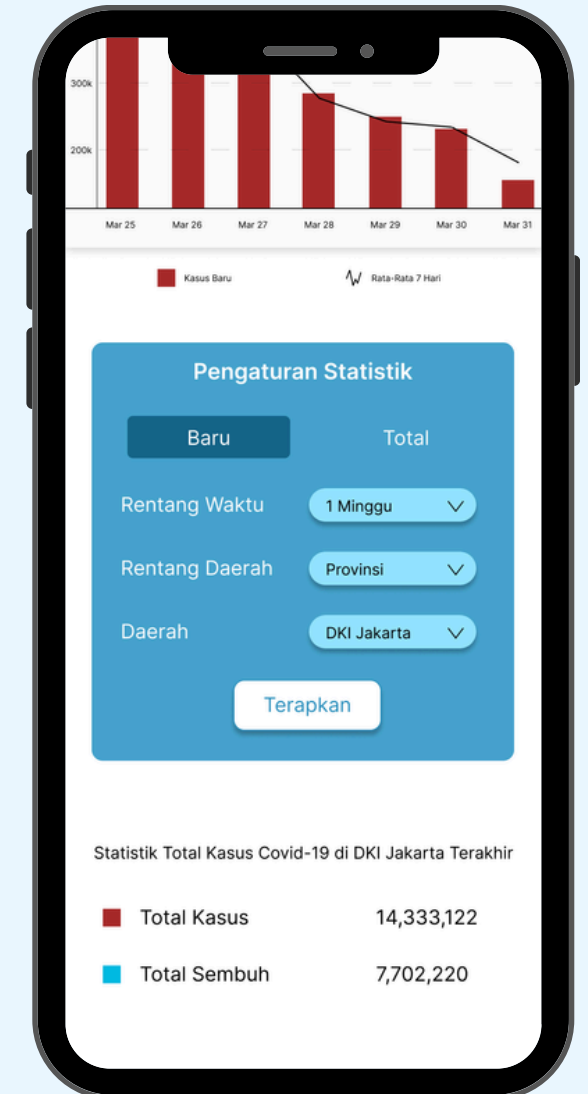 300k
200k
Mar 25 Mar 26 Mar 27 Mar 28 Mar 29 Mar 30 Mar 31
Kasus Baru Rata-Rata 7 Hari
Pengaturan Statistik
Baru Total
Rentang Waktu 1 Minggu
Rentang Daerah Provinsi
Daerah DKI Jakarta
Terapkan
Statistik Total Kasus Covid-19 di DKI Jakarta Terakhir
Total Kasus 14,333,122
Total Sembuh 7,702,220